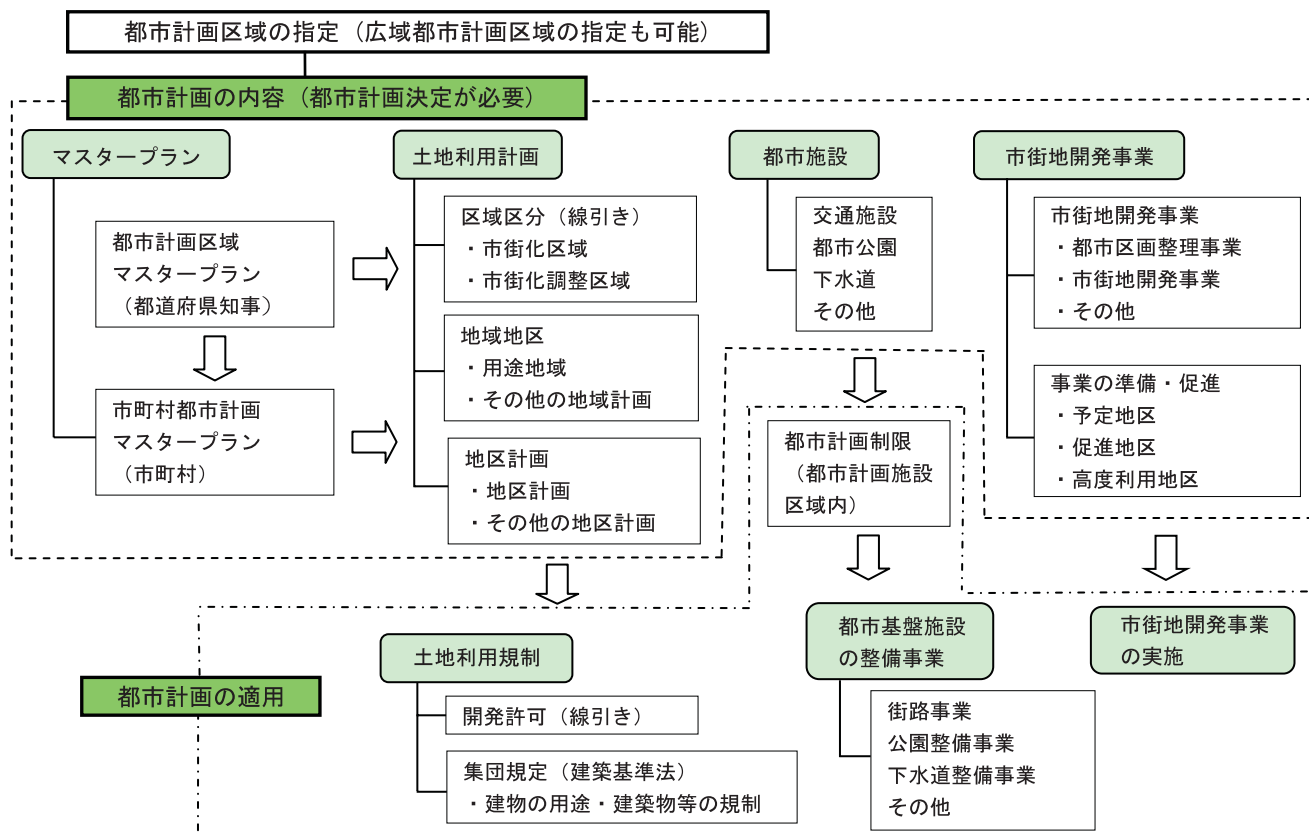 都市計画区域の指定（広域都市計画区域の指定も可能）
都市計画の内容（都市計画決定が必要）
マスタープラン
都市計画区域
マスタープラン
（都道府県知事）
市町村都市計画
マスタープラン
（市町村）
土地利用計画
区域区分（線引き）
・市街化区域
・市街化調整区域
地域地区
・用途地域
・その他の地域計画
地区計画
・地区計画
・その他の地区計画
都市施設
交通施設
都市公園
下水道
その他
都市計画制限
（都市計画施設
区域内）
市街地開発事業
市街地開発事業
・都市区画整理事業
・市街地開発事業
・その他
事業の準備・促進
・予定地区
・促進地区
・高度利用地区
都市計画の適用
土地利用規制
開発許可（線引き）
集団規定（建築基準法）
・建物の用途・建築物等の規制
都市基盤施設
の整備事業
街路事業
公園整備事業
下水道整備事業
その他
市街地開発事業
の実施